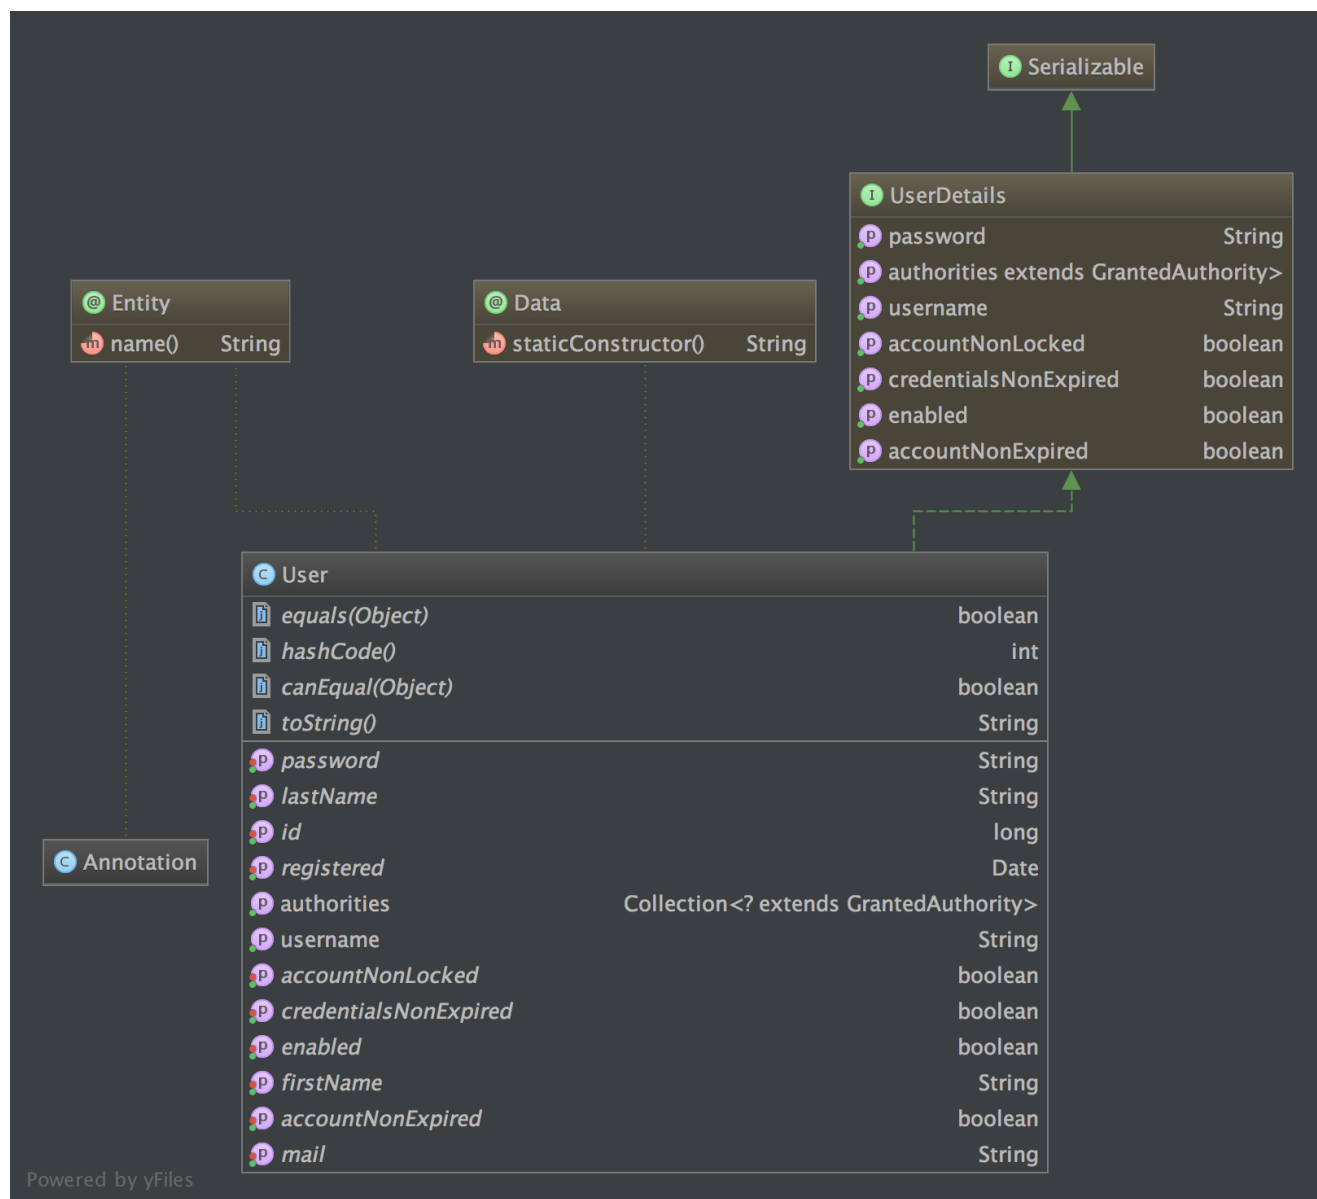 Serializable
UserDetails
password String
authorities extends GrantedAuthority>
username String
accountNonLocked boolean
credentialsNonExpired boolean
enabled boolean
accountNonExpired boolean
Entity
name() String
Data
staticConstructor() String
User
equals(Object) boolean
hashCode() int
canEqual(Object) boolean
toString() String
password String
lastName String
id long
registered Date
authorities Collection<? extends GrantedAuthority>
username String
accountNonLocked boolean
credentialsNonExpired boolean
enabled boolean
firstName String
accountNonExpired boolean
mail String
Annotation
Powered by yFiles